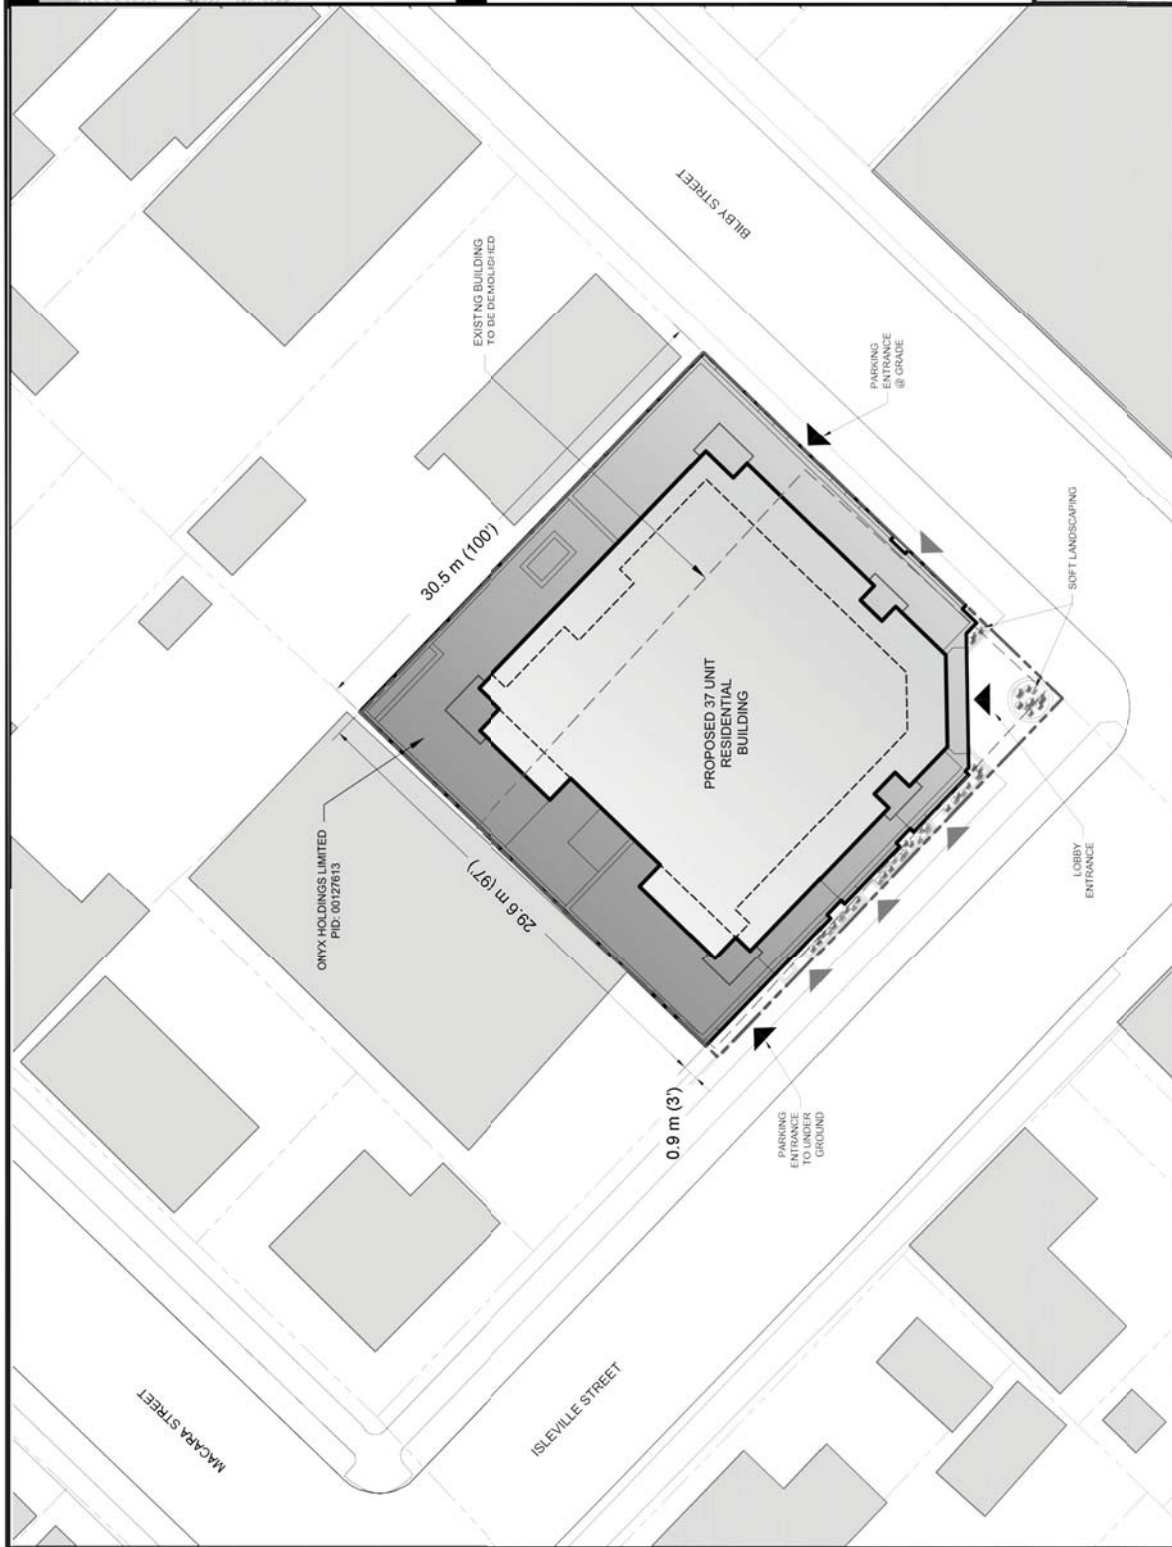 BILBY STREET
EXISTNG BUILDING
TO BE DEMOLISHED
PARKING
ENTRANCE
@ GRADE
30.5 m (100')
SOFT LANDSCAPING
PROPOSED 37 UNIT
RESIDENTIAL
BUILDING
ONYX HOLDINGS LIMITED
PID: 00127613
29.6 m (97')
LOBBY
ENTRANCE
0.9 m (3')
PARKING
ENTRANCE
TO UNDER
GROUND
ISLEVILLE STREET
MACARA STREET